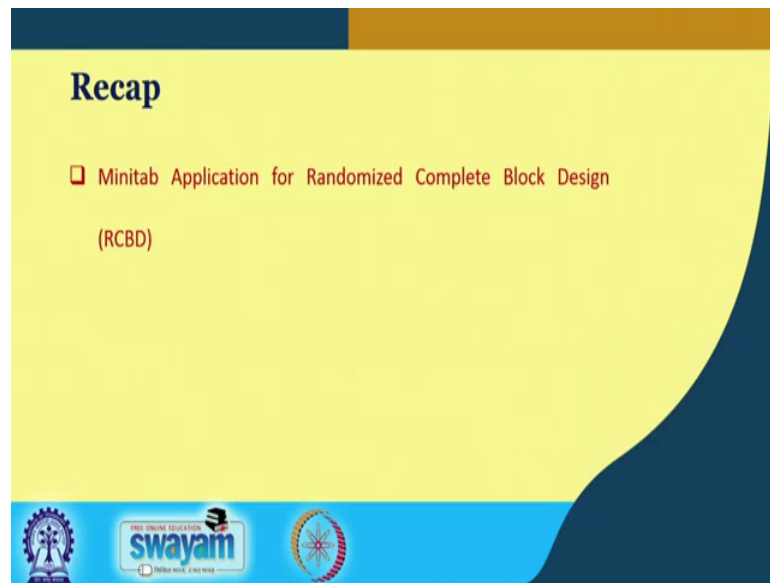 Recap
❑ Minitab Application for Randomized Complete Block Design
(RCBD)
FREE ONLINE EDUCATION
swayam